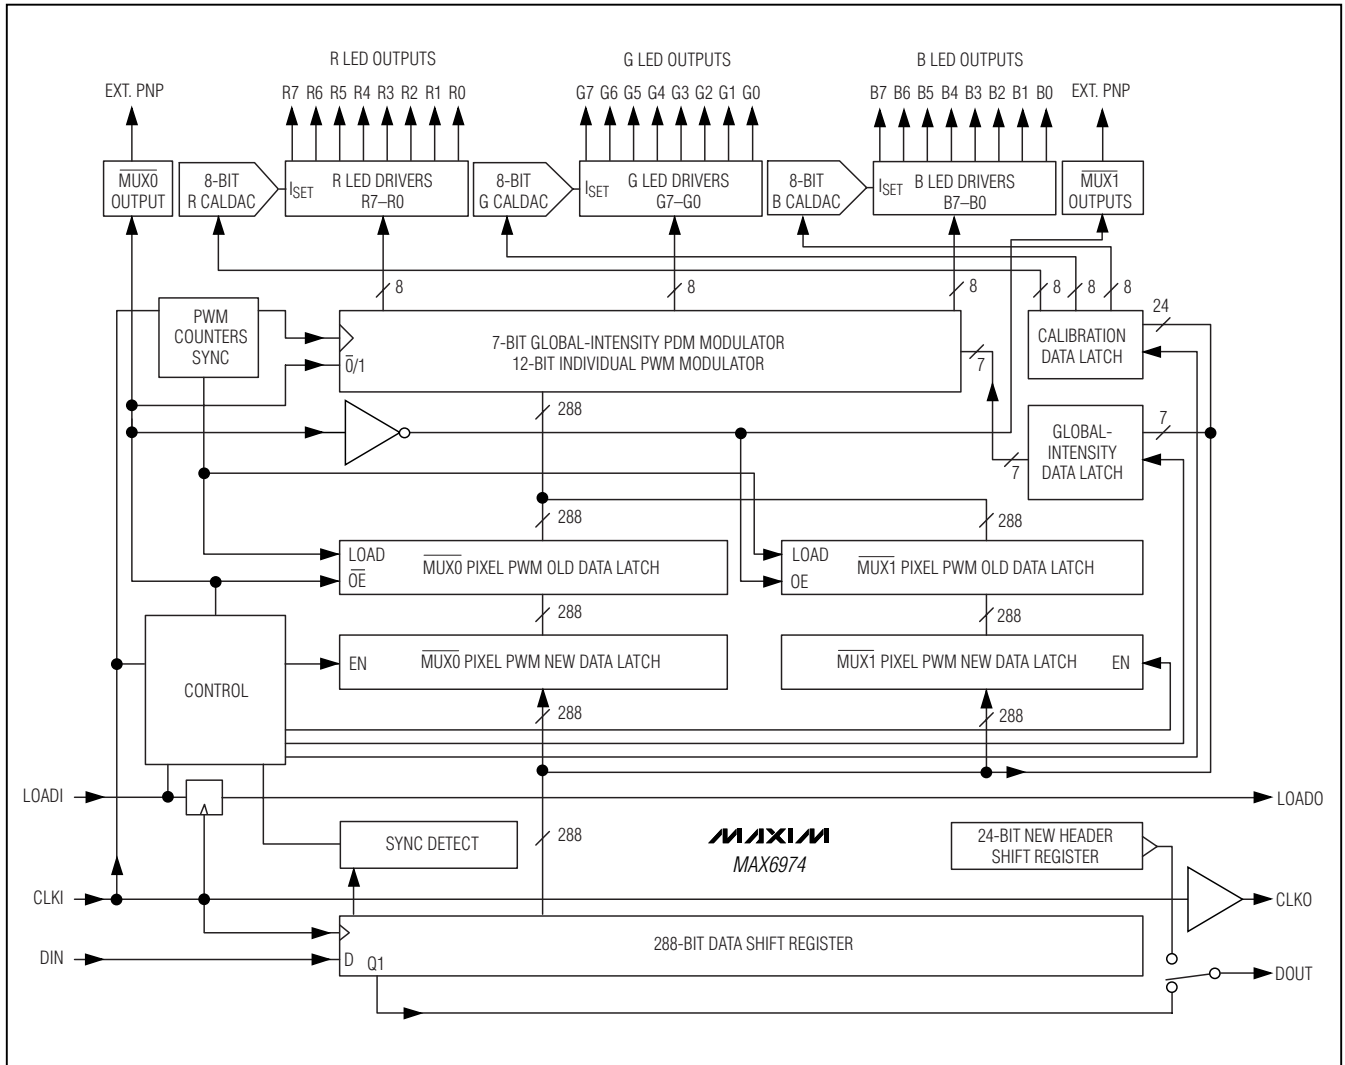 R LED OUTPUTS
G LED OUTPUTS
B LED OUTPUTS
EXT. PNP
R7 R6 R5 R4 R3 R2 R1 R0
G7 G6 G5 G4 G3 G2 G1 G0
B7 B6 B5 B4 B3 B2 B1 B0
EXT. PNP
M̅U̅X̅0̅
OUTPUT
8-BIT
R CALDAC
ISET
R LED DRIVERS
R7–R0
8-BIT
G CALDAC
ISET
G LED DRIVERS
G7–G0
8-BIT
B CALDAC
ISET
B LED DRIVERS
B7–B0
M̅U̅X̅1̅
OUTPUTS
8
8
8
8
8
8
24
PWM
COUNTERS
SYNC
0̅/1
7-BIT GLOBAL-INTENSITY PDM MODULATOR
12-BIT INDIVIDUAL PWM MODULATOR
7
CALIBRATION
DATA LATCH
288
7
GLOBAL-
INTENSITY
DATA LATCH
7
288
288
LOAD
O̅E̅
M̅U̅X̅0̅ PIXEL PWM OLD DATA LATCH
LOAD
OE
M̅U̅X̅1̅ PIXEL PWM OLD DATA LATCH
288
288
CONTROL
EN
M̅U̅X̅0̅ PIXEL PWM NEW DATA LATCH
M̅U̅X̅1̅ PIXEL PWM NEW DATA LATCH
EN
288
288
LOADI
LOADO
SYNC DETECT
288
MAXIM
MAX6974
24-BIT NEW HEADER
SHIFT REGISTER
CLKI
CLKO
288-BIT DATA SHIFT REGISTER
DIN
D
Q1
DOUT